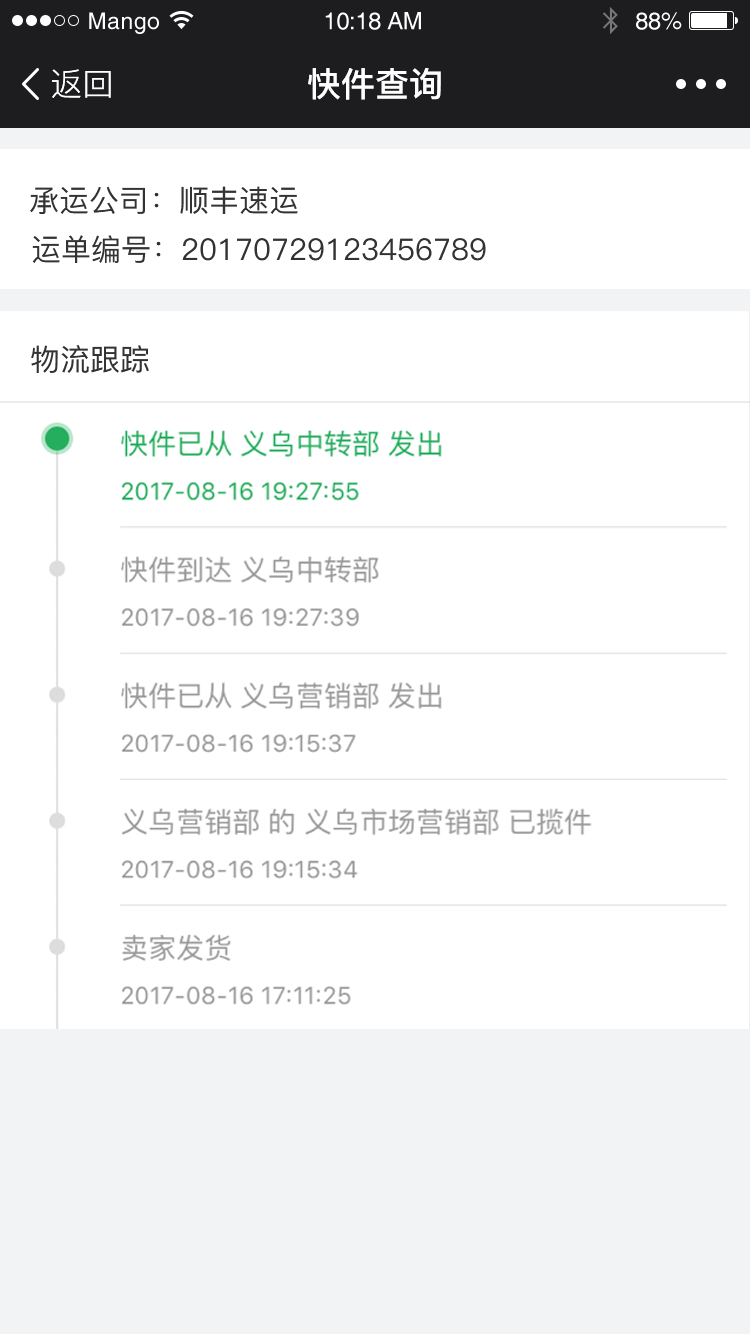 Mango 10:18 AM 88%
返回 快件查询
承运公司：顺丰速运
运单编号：20170729123456789
物流跟踪
快件已从 义乌中转部 发出
2017-08-16 19:27:55
快件到达 义乌中转部
2017-08-16 19:27:39
快件已从 义乌营销部 发出
2017-08-16 19:15:37
义乌营销部 的 义乌市场营销部 已揽件
2017-08-16 19:15:34
卖家发货
2017-08-16 17:11:25